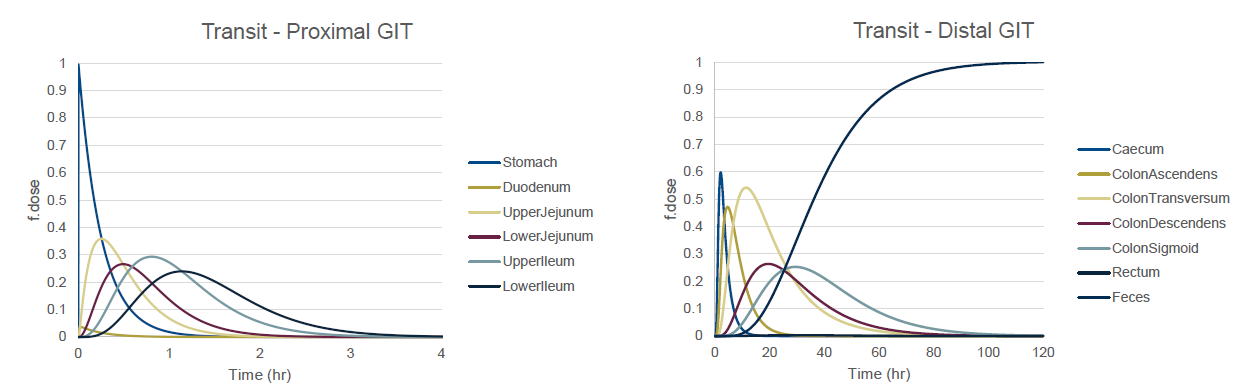 Transit - Proximal GIT
f.dose
1
0.9
0.8
0.7
0.6
0.5
0.4
0.3
0.2
0.1
0
0 1 2 3 4
Time (hr)
Stomach
Duodenum
UpperJejunum
LowerJejunum
UpperIleum
LowerIleum
Transit - Distal GIT
f.dose
1
0.9
0.8
0.7
0.6
0.5
0.4
0.3
0.2
0.1
0
0 20 40 60 80 100 120
Time (hr)
Caecum
ColonAscendens
ColonTransversum
ColonDescendens
ColonSigmoid
Rectum
Feces